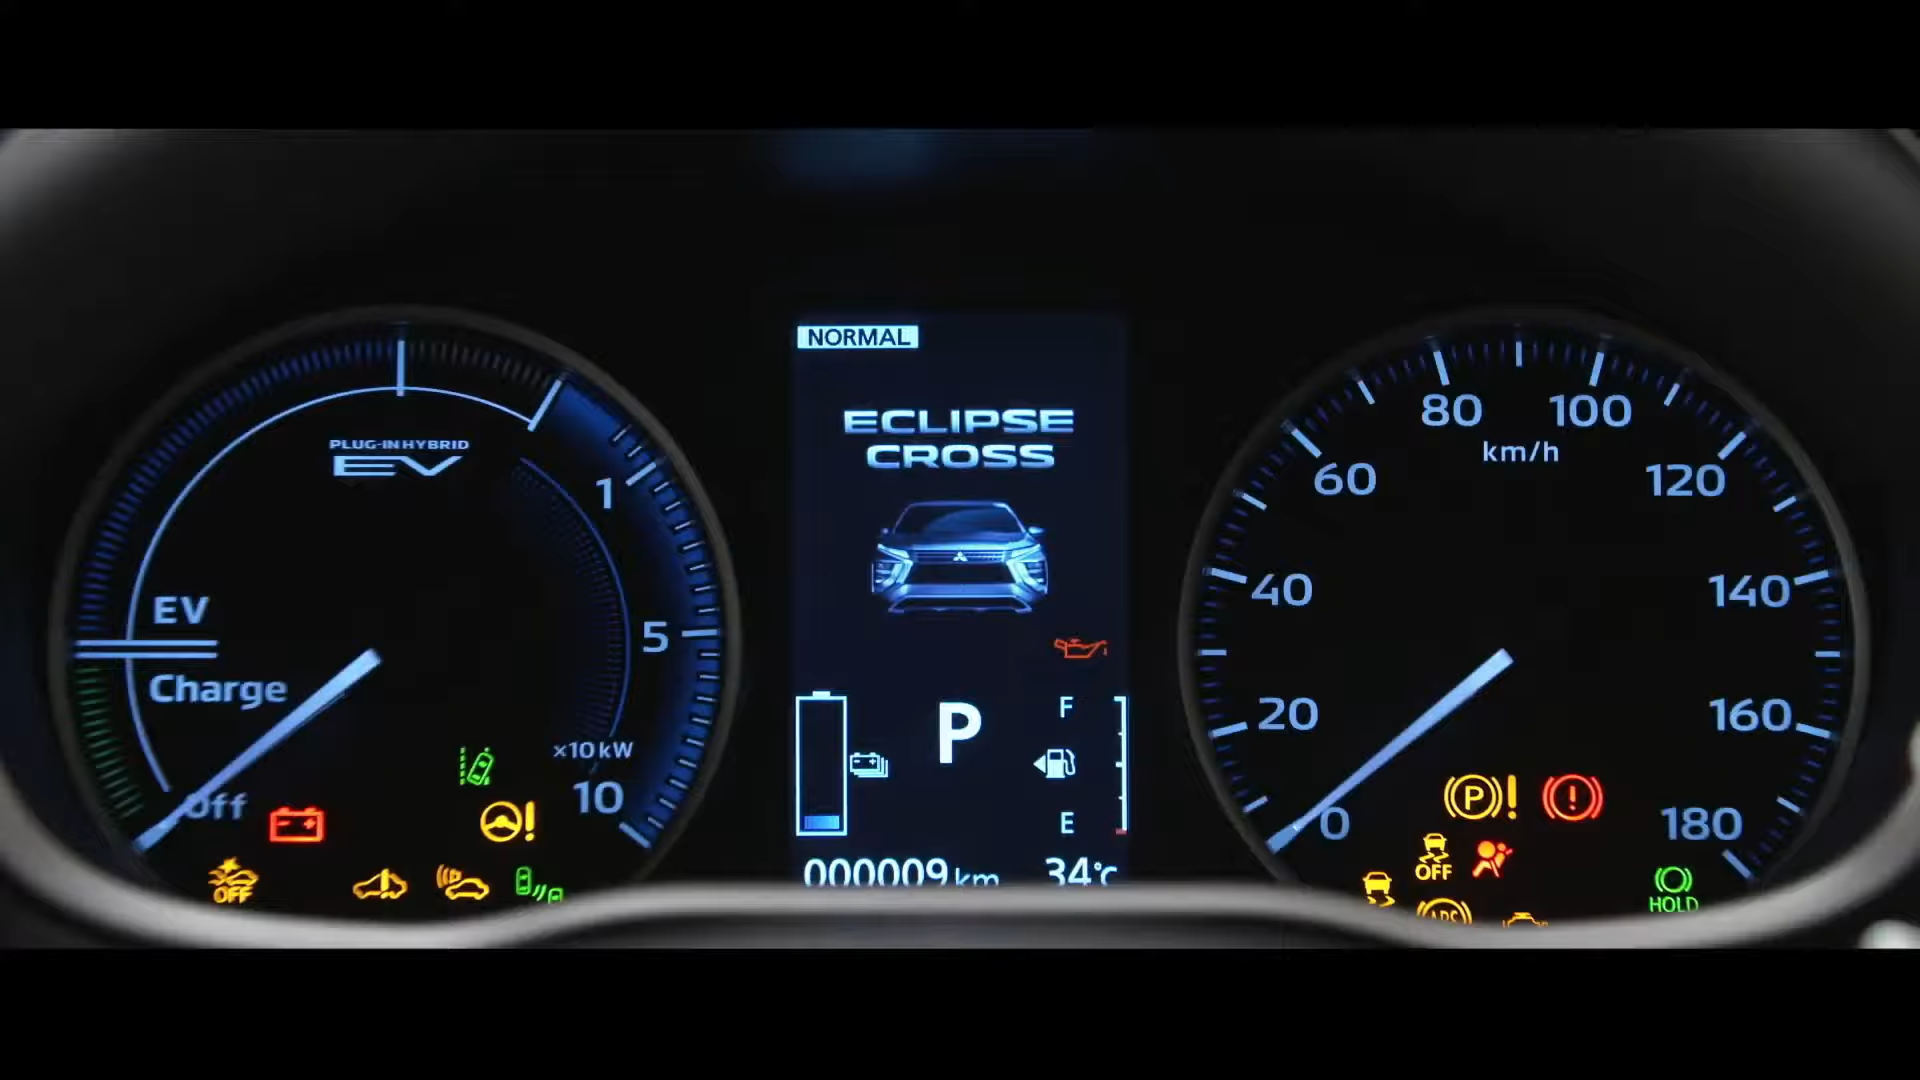 NORMAL
ECLIPSE
CROSS
PLUG-IN HYBRID
EV
1
5
10
×10 kW
EV
Charge
Off
OFF
P
F
E
000009 km
34°C
80
100
km/h
60
120
40
140
20
160
0
180
P !
!
OFF
ABS
HOLD